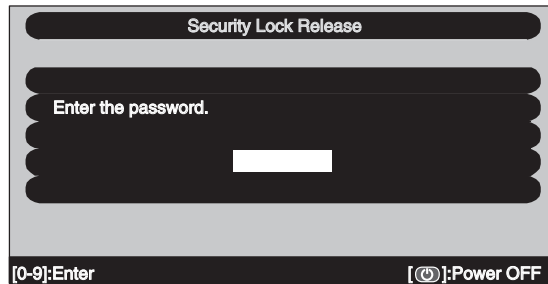 Security Lock Release
Enter the password.
[0-9]:Enter
[⏻]:Power OFF